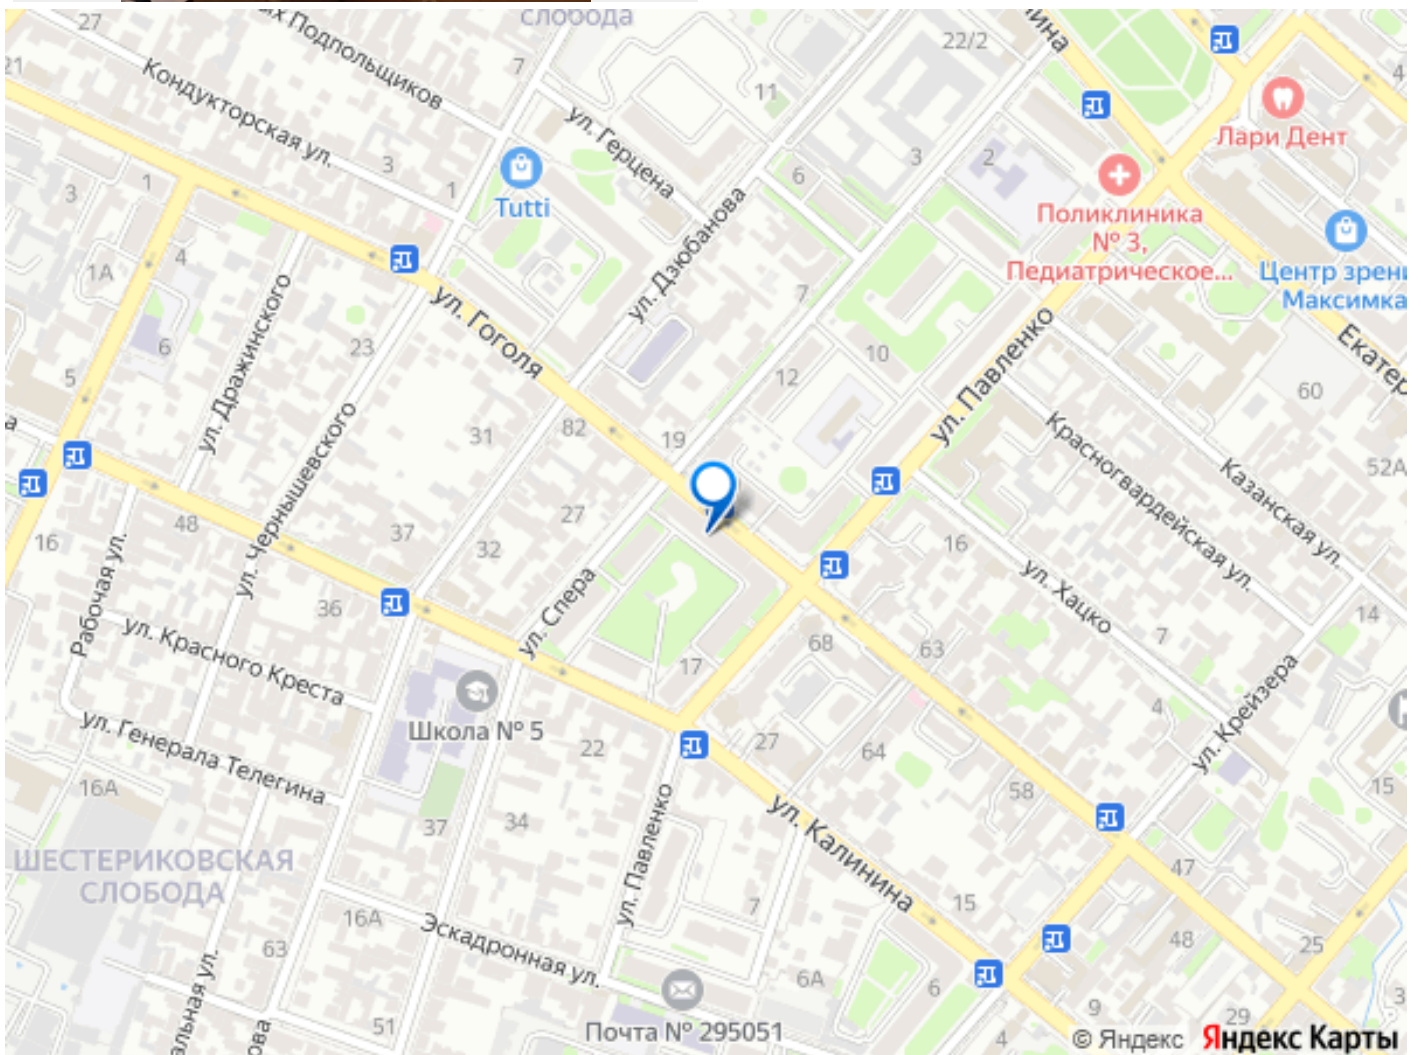 СЛОБОДА
27
ых Подпольщиков
7
22/2
ИНА
21
Кондукторская ул.
11
4
Лари Дент
ул. Герцена
3
3
2
1
3
1
6
Tutti
ул. Дзюбанова
Поликлиника
№ 3,
Педиатрическое...
Центр зрени
Максимка
4
1А
ул. Гоголя
7
6
23
ул. Дражинского
ул. Павленко
Екатер
10
5
12
60
а
ул. Чернышевского
31
82
19
Красногвардейская ул.
Казанская ул.
52А
48
27
16
37
32
16
Рабочая ул.
ул. Спера
ул. Хацко
36
14
ул. Красного Креста
68
63
7
17
ул. Крейзера
4
Школа № 5
ул. Генерала Телегина
22
27
64
16А
58
15
37
34
ул. Павленко
ул. Калинина
ШЕСТЕРИКОВСКАЯ
СЛОБОДА
47
16А
Эскадронная ул.
7
15
63
48
25
альная ул.
6А
6
9
29
3
51
ова
Почта № 295051
4
© Яндекс Яндекс Карты